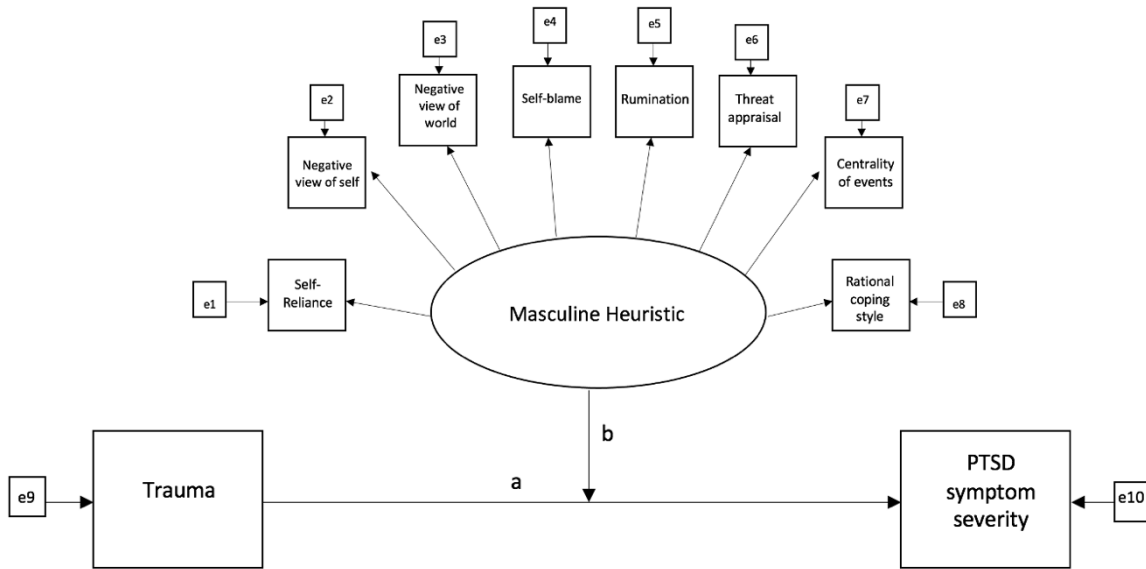 e4
e5
e3
e6
e2
e7
Negative
view of
world
Self-blame
Rumination
Threat
appraisal
Negative
view of self
Centrality
of events
e1
Self-
Reliance
Masculine Heuristic
Rational
coping
style
e8
b
a
e9
Trauma
PTSD
symptom
severity
e10